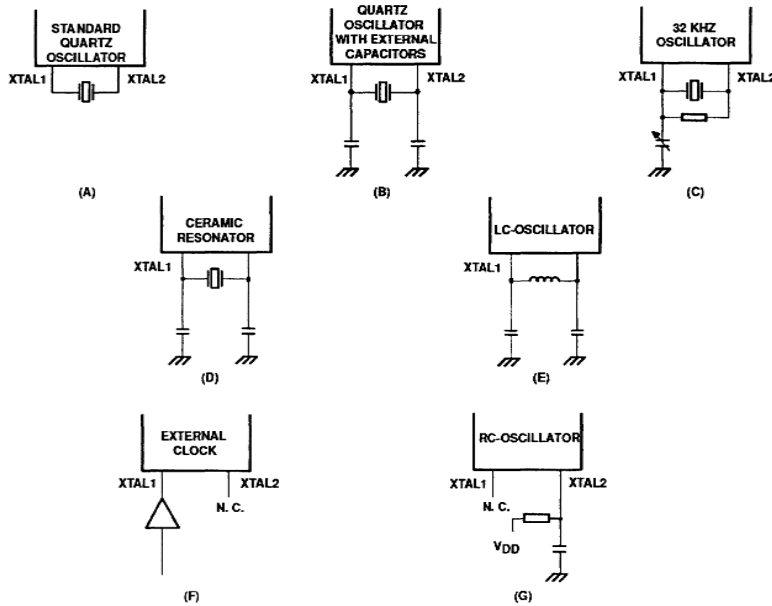 STANDARD
QUARTZ
OSCILLATOR
XTAL1
XTAL2
(A)
QUARTZ
OSCILLATOR
WITH EXTERNAL
CAPACITORS
XTAL1
XTAL2
(B)
32 KHZ
OSCILLATOR
XTAL1
XTAL2
(C)
CERAMIC
RESONATOR
XTAL1
(D)
LC-OSCILLATOR
XTAL1
(E)
EXTERNAL
CLOCK
XTAL1
XTAL2
N. C.
(F)
RC-OSCILLATOR
XTAL1
XTAL2
N. C.
VDD
(G)